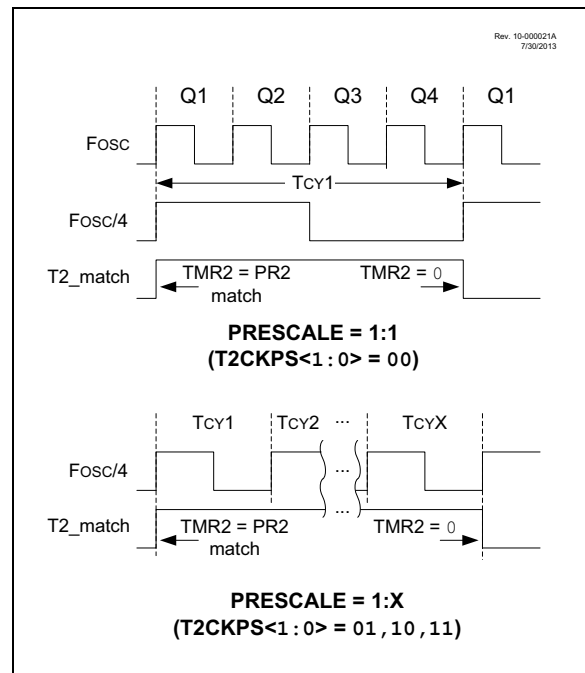 Rev. 10-000021A
7/30/2013
Q1 Q2 Q3 Q4 Q1
FOSC
TCY1
FOSC/4
T2_match
TMR2 = PR2 match
TMR2 = 0
PRESCALE = 1:1
(T2CKPS<1:0> = 00)
TCY1 TCY2 ... TCYX
FOSC/4
...
T2_match
...
TMR2 = PR2 match
TMR2 = 0
PRESCALE = 1:X
(T2CKPS<1:0> = 01,10,11)